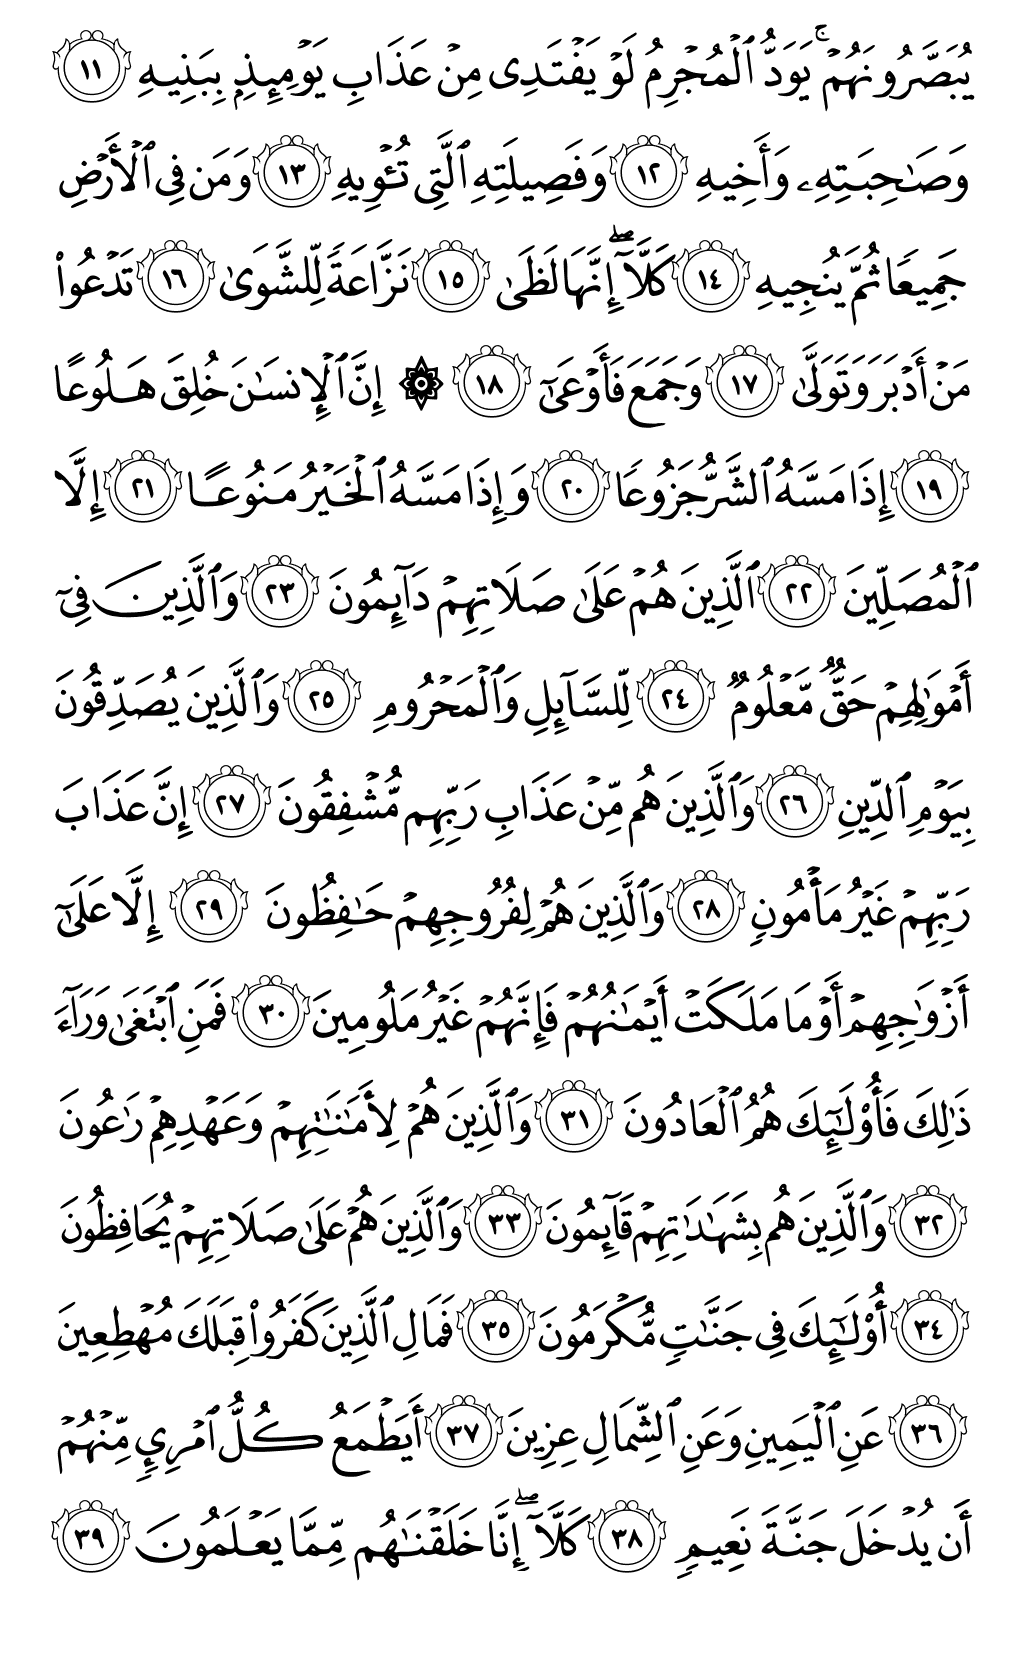 يُبَصَّرُونَهُمۡۚ يَوَدُّ ٱلۡمُجۡرِمُ لَوۡ يَفۡتَدِى مِنۡ عَذَابِ يَوۡمِئِذِۭ بِبَنِيهِ ١١
وَصَٰحِبَتِهِۦ وَأَخِيهِ ١٢ وَفَصِيلَتِهِ ٱلَّتِى تُـٔۡوِيهِ ١٣ وَمَن فِى ٱلۡأَرۡضِ
جَمِيعٗا ثُمَّ يُنجِيهِ ١٤ كَلَّآۖ إِنَّهَا لَظَىٰ ١٥ نَزَّاعَةٗ لِّلشَّوَىٰ ١٦ تَدۡعُواْ
مَنۡ أَدۡبَرَ وَتَوَلَّىٰ ١٧ وَجَمَعَ فَأَوۡعَىٰٓ ١٨ ۞ إِنَّ ٱلۡإِنسَٰنَ خُلِقَ هَلُوعًا
١٩ إِذَا مَسَّهُ ٱلشَّرُّ جَزُوعٗا ٢٠ وَإِذَا مَسَّهُ ٱلۡخَيۡرُ مَنُوعًا ٢١ إِلَّا
ٱلۡمُصَلِّينَ ٢٢ ٱلَّذِينَ هُمۡ عَلَىٰ صَلَاتِهِمۡ دَآئِمُونَ ٢٣ وَٱلَّذِينَ فِىٓ
أَمۡوَٰلِهِمۡ حَقّٞ مَّعۡلُومٞ ٢٤ لِّلسَّآئِلِ وَٱلۡمَحۡرُومِ ٢٥ وَٱلَّذِينَ يُصَدِّقُونَ
بِيَوۡمِ ٱلدِّينِ ٢٦ وَٱلَّذِينَ هُم مِّنۡ عَذَابِ رَبِّهِم مُّشۡفِقُونَ ٢٧ إِنَّ عَذَابَ
رَبِّهِمۡ غَيۡرُ مَأۡمُونٖ ٢٨ وَٱلَّذِينَ هُمۡ لِفُرُوجِهِمۡ حَٰفِظُونَ ٢٩ إِلَّا عَلَىٰٓ
أَزۡوَٰجِهِمۡ أَوۡ مَا مَلَكَتۡ أَيۡمَٰنُهُمۡ فَإِنَّهُمۡ غَيۡرُ مَلُومِينَ ٣٠ فَمَنِ ٱبۡتَغَىٰ وَرَآءَ
ذَٰلِكَ فَأُوْلَٰٓئِكَ هُمُ ٱلۡعَادُونَ ٣١ وَٱلَّذِينَ هُمۡ لِأَمَٰنَٰتِهِمۡ وَعَهۡدِهِمۡ رَٰعُونَ
٣٢ وَٱلَّذِينَ هُم بِشَهَٰدَٰتِهِمۡ قَآئِمُونَ ٣٣ وَٱلَّذِينَ هُمۡ عَلَىٰ صَلَاتِهِمۡ يُحَافِظُونَ
٣٤ أُوْلَٰٓئِكَ فِى جَنَّٰتٖ مُّكۡرَمُونَ ٣٥ فَمَالِ ٱلَّذِينَ كَفَرُواْ قِبَلَكَ مُهۡطِعِينَ
٣٦ عَنِ ٱلۡيَمِينِ وَعَنِ ٱلشِّمَالِ عِزِينَ ٣٧ أَيَطۡمَعُ كُلُّ ٱمۡرِيٕٖ مِّنۡهُمۡ
أَن يُدۡخَلَ جَنَّةَ نَعِيمٖ ٣٨ كَلَّآۖ إِنَّا خَلَقۡنَٰهُم مِّمَّا يَعۡلَمُونَ ٣٩